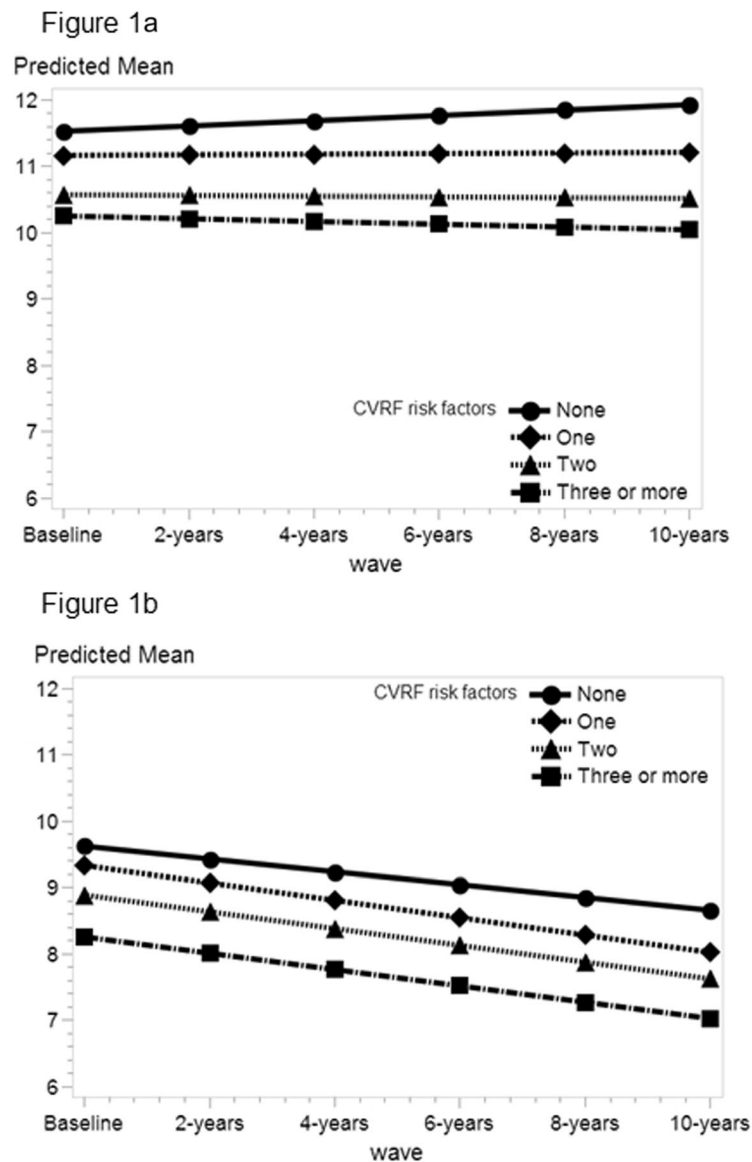 Figure 1a
Predicted Mean
12
11
10
9
8
7
6
CVRF risk factors
None
One
Two
Three or more
Baseline 2-years 4-years 6-years 8-years 10-years
wave
Figure 1b
Predicted Mean
12
11
10
9
8
7
6
CVRF risk factors
None
One
Two
Three or more
Baseline 2-years 4-years 6-years 8-years 10-years
wave